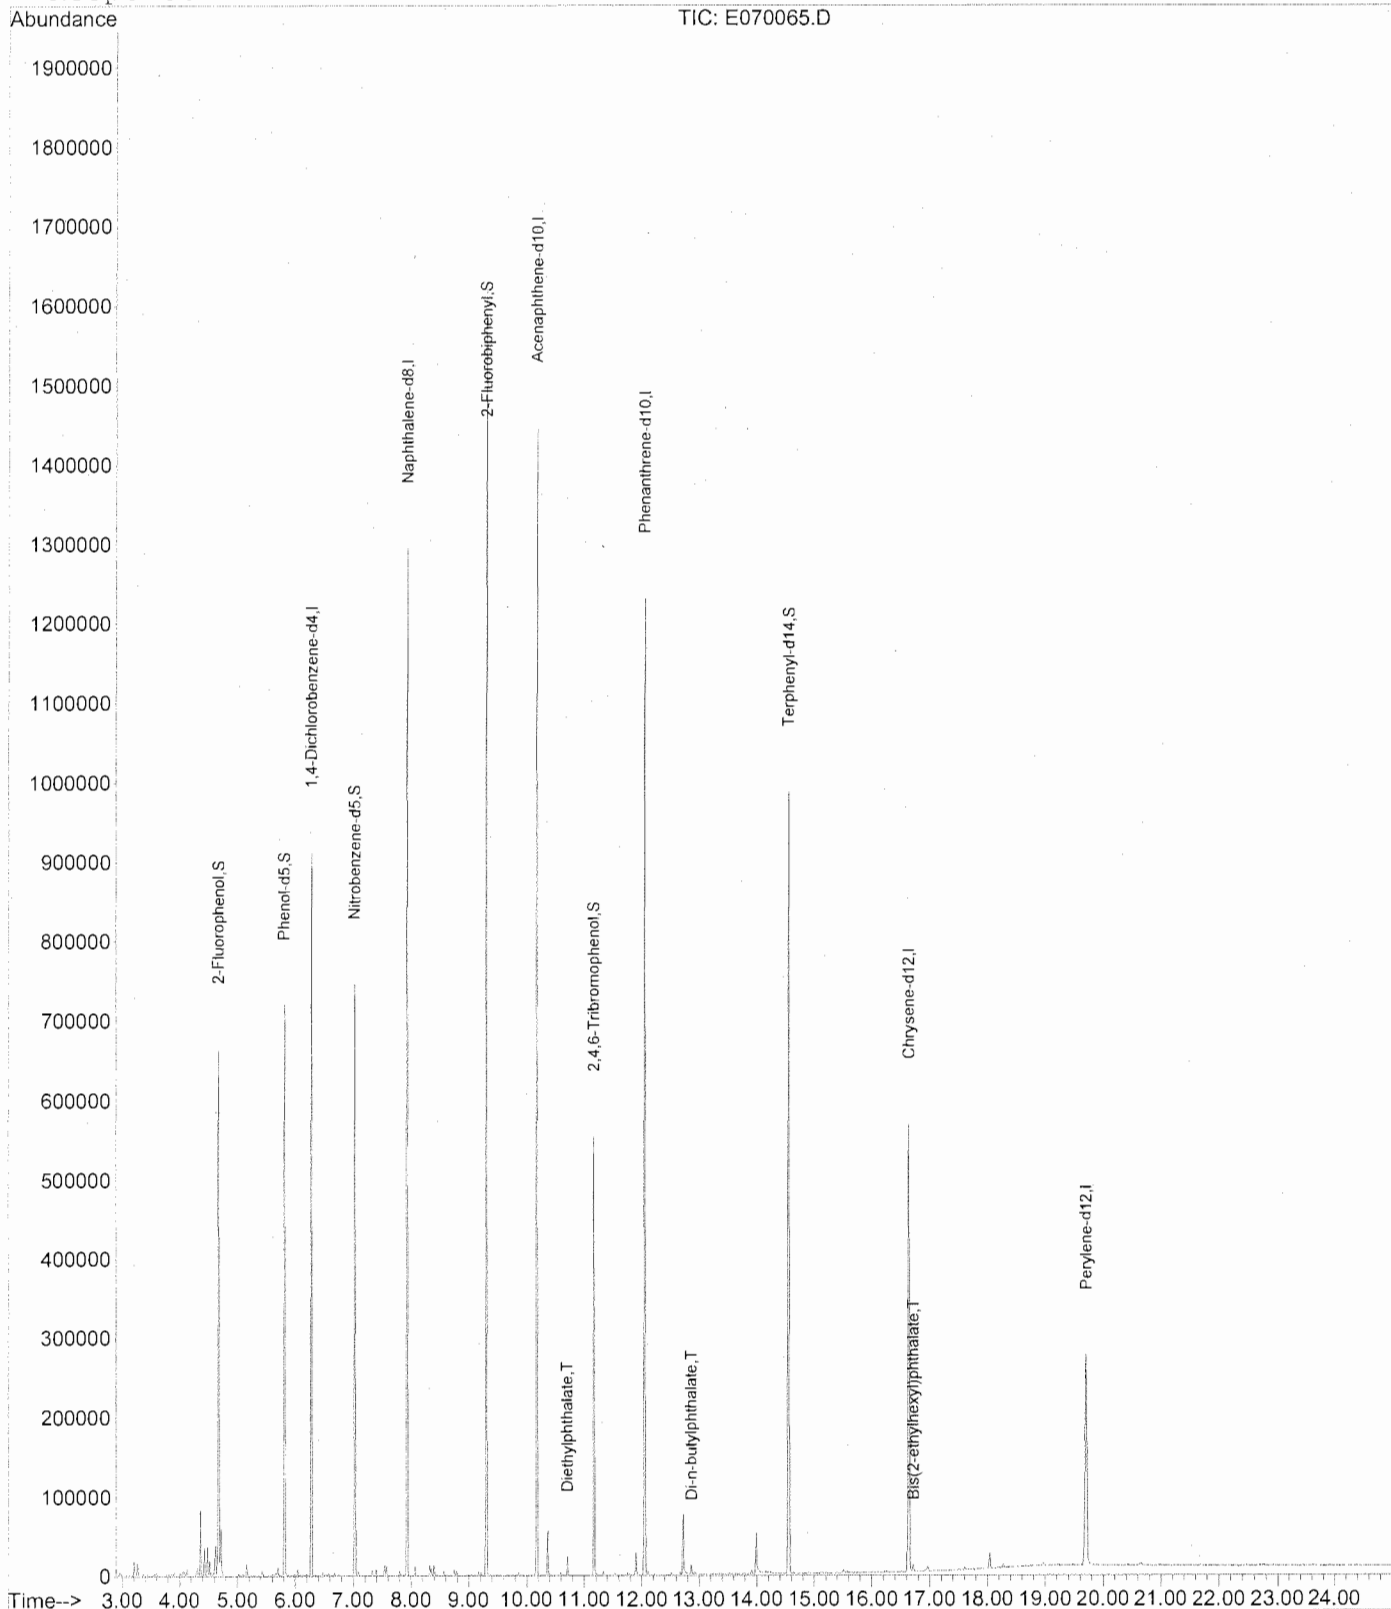 Abundance
TIC: E070065.D
1900000
1800000
1700000
1600000
1500000
1400000
1300000
1200000
1100000
1000000
900000
800000
700000
600000
500000
400000
300000
200000
100000
0
2-Fluorophenol,S
Phenol-d5,S
1,4-Dichlorobenzene-d4,I
Nitrobenzene-d5,S
Naphthalene-d8,I
2-Fluorobiphenyl,S
Acenaphthene-d10,I
Diethylphthalate,T
2,4,6-Tribromophenol,S
Phenanthrene-d10,I
Di-n-butylphthalate,T
Terphenyl-d14,S
Chrysene-d12,I
Bis(2-ethylhexyl)phthalate,T
Perylene-d12,I
Time--> 3.00 4.00 5.00 6.00 7.00 8.00 9.00 10.00 11.00 12.00 13.00 14.00 15.00 16.00 17.00 18.00 19.00 20.00 21.00 22.00 23.00 24.00